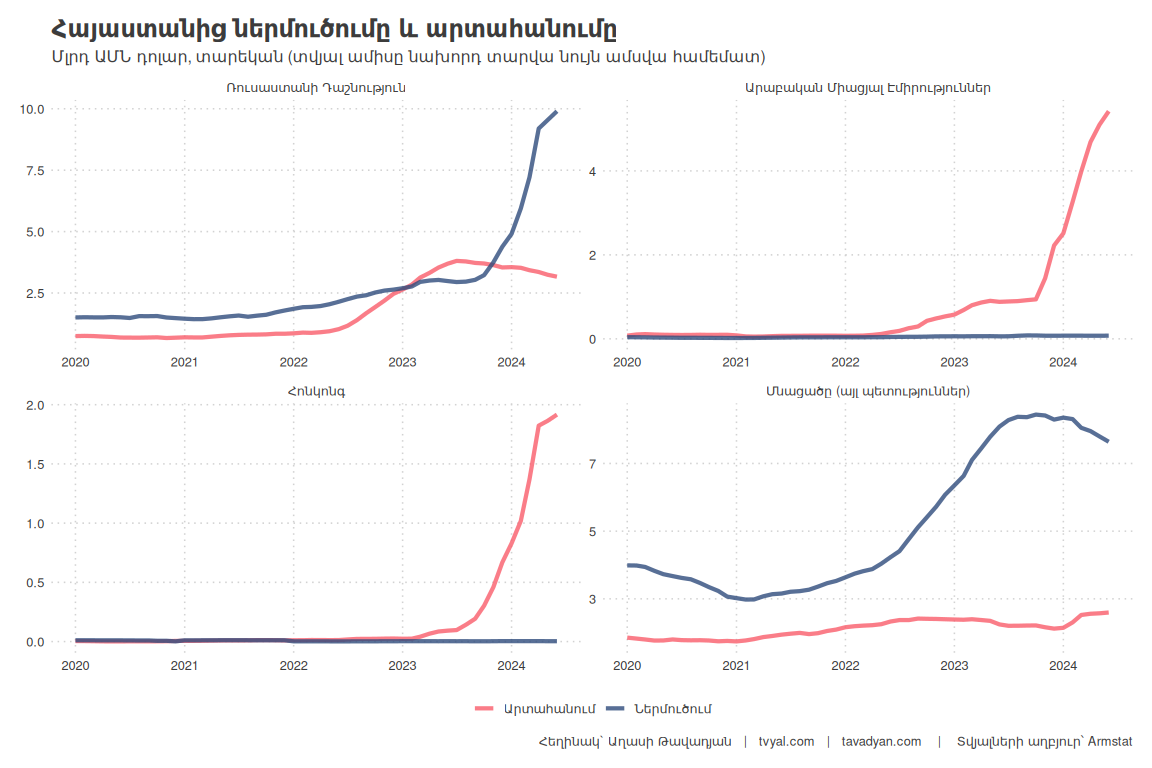 Հայաստանից ներմուծումը և արտահանումը
Մլրդ ԱՄՆ դոլար, տարեկան (տվյալ ամիսը նախորդ տարվա նույն ամսվա համեմատ)
Ռուսաստանի Դաշնություն
10.0
7.5
5.0
2.5
2020 2021 2022 2023 2024
Արաբական Միացյալ Էմիրություններ
4
2
0
2020 2021 2022 2023 2024
Հոնկոնգ
2.0
1.5
1.0
0.5
0.0
2020 2021 2022 2023 2024
Մնացածը (այլ պետություններ)
7
5
3
2020 2021 2022 2023 2024
Արտահանում Ներմուծում
Հեղինակ՝ Աղասի Թավադյան | tvyal.com | tavadyan.com | Տվյալների աղբյուր՝ Armstat